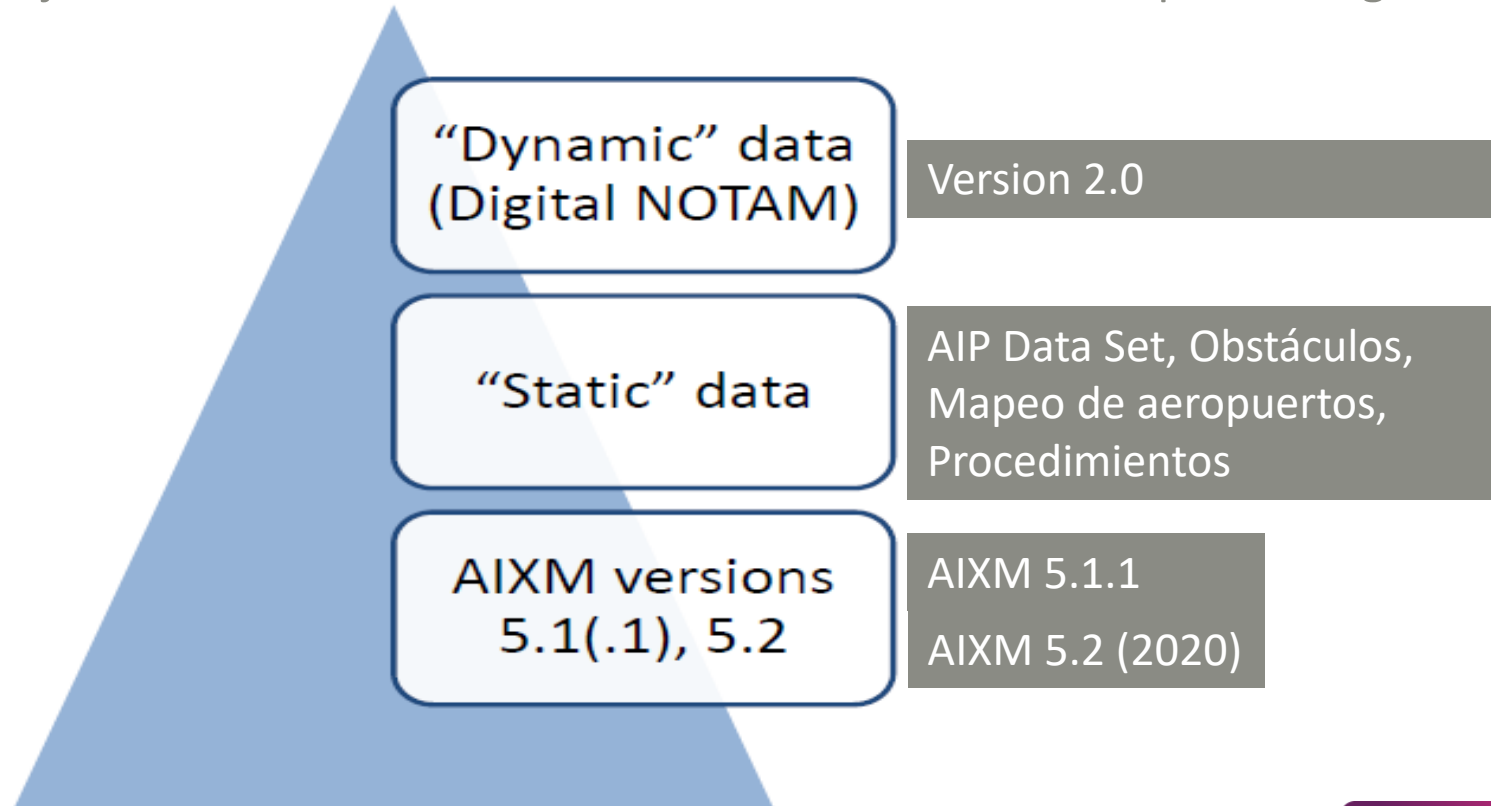 “Dynamic” data
(Digital NOTAM)
Version 2.0
“Static” data
AIP Data Set, Obstáculos,
Mapeo de aeropuertos,
Procedimientos
AIXM versions
5.1(.1), 5.2
AIXM 5.1.1
AIXM 5.2 (2020)